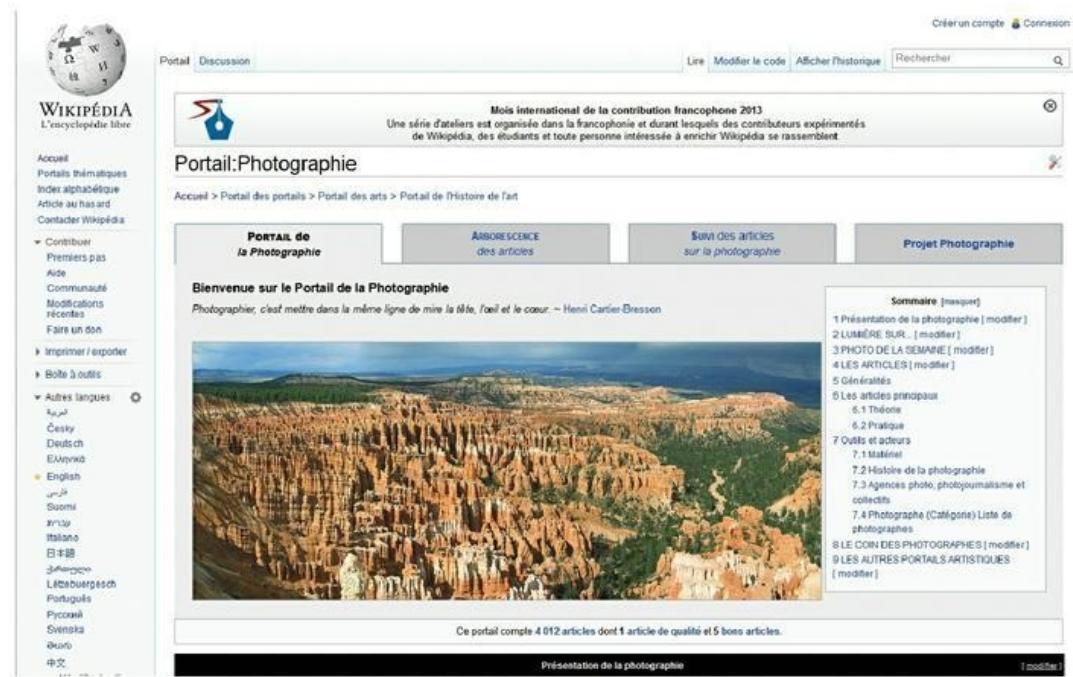 Créer un compte Connexion
WIKIPÉDIA
L'encyclopédie libre
Portail Discussion
Lire Modifier le code Afficher l'historique Rechercher
Mois international de la contribution francophone 2013
Une série d'ateliers est organisée dans la francophonie et durant lesquels des contributeurs expérimentés
de Wikipédia, des étudiants et toute personne intéressée à enrichir Wikipédia se rassemblent
Accueil
Portails thématiques
Index alphabétique
Article au hasard
Contacter Wikipédia
Contribuer
Premiers pas
Aide
Communauté
Modifications
récentes
Faire un don
Imprimer / exporter
Boîte à outils
Autres langues
العربية
Česky
Deutsch
Ελληνικά
English
فارسی
Suomi
עברית
Italiano
日本語
ქართული
Lëtzebuergesch
Português
Русский
Svenska
中文
Portail:Photographie
Accueil > Portail des portails > Portail des arts > Portail de l'Histoire de l'art
PORTAIL de
la Photographie
ARBORESCENCE
des articles
SUIVI des articles
sur la photographie
Projet Photographie
Bienvenue sur le Portail de la Photographie
Photographier, c'est mettre dans la même ligne de mire la tête, l'œil et le cœur. ~ Henri Cartier-Bresson
Sommaire [masquer]
1 Présentation de la photographie [ modifier ]
2 LUMIÈRE SUR... [ modifier ]
3 PHOTO DE LA SEMAINE [ modifier ]
4 LES ARTICLES [ modifier ]
5 Généralités
6 Les articles principaux
6.1 Théorie
6.2 Pratique
7 Outils et acteurs
7.1 Matériel
7.2 Histoire de la photographie
7.3 Agences photo, photojournalisme et
collectifs
7.4 Photographe (Catégorie) Liste de
photographes
8 LE COIN DES PHOTOGRAPHES [ modifier ]
9 LES AUTRES PORTAILS ARTISTIQUES
[ modifier ]
Ce portail compte 4 012 articles dont 1 article de qualité et 5 bons articles.
Présentation de la photographie [ modifier ]